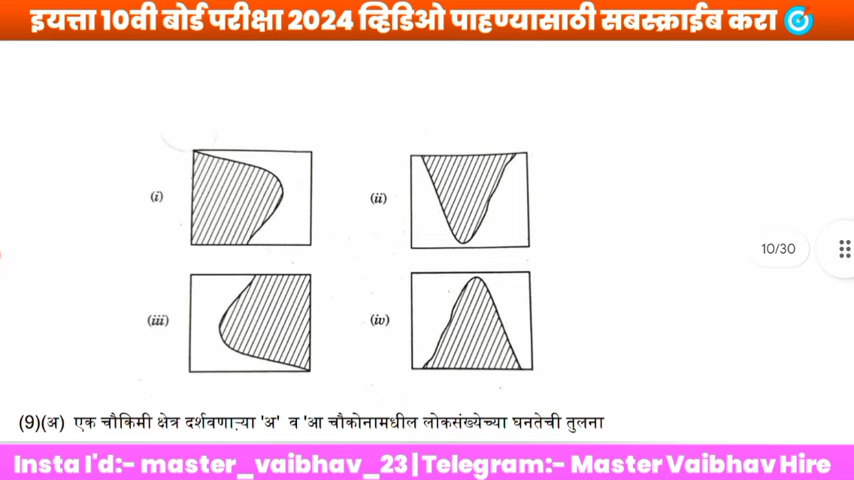 इयत्ता 10वी बोर्ड परीक्षा 2024 व्हिडिओ पाहण्यासाठी सबस्क्राईब करा
(i)
(ii)
10/30
(iii)
(iv)
(9)(अ) एक चौकिमी क्षेत्र दर्शवणाऱ्या 'अ' व 'आ चौकोनामधील लोकसंख्येच्या घनतेची तुलना
Insta I'd:- master_vaibhav_23|Telegram:- Master Vaibhav Hire